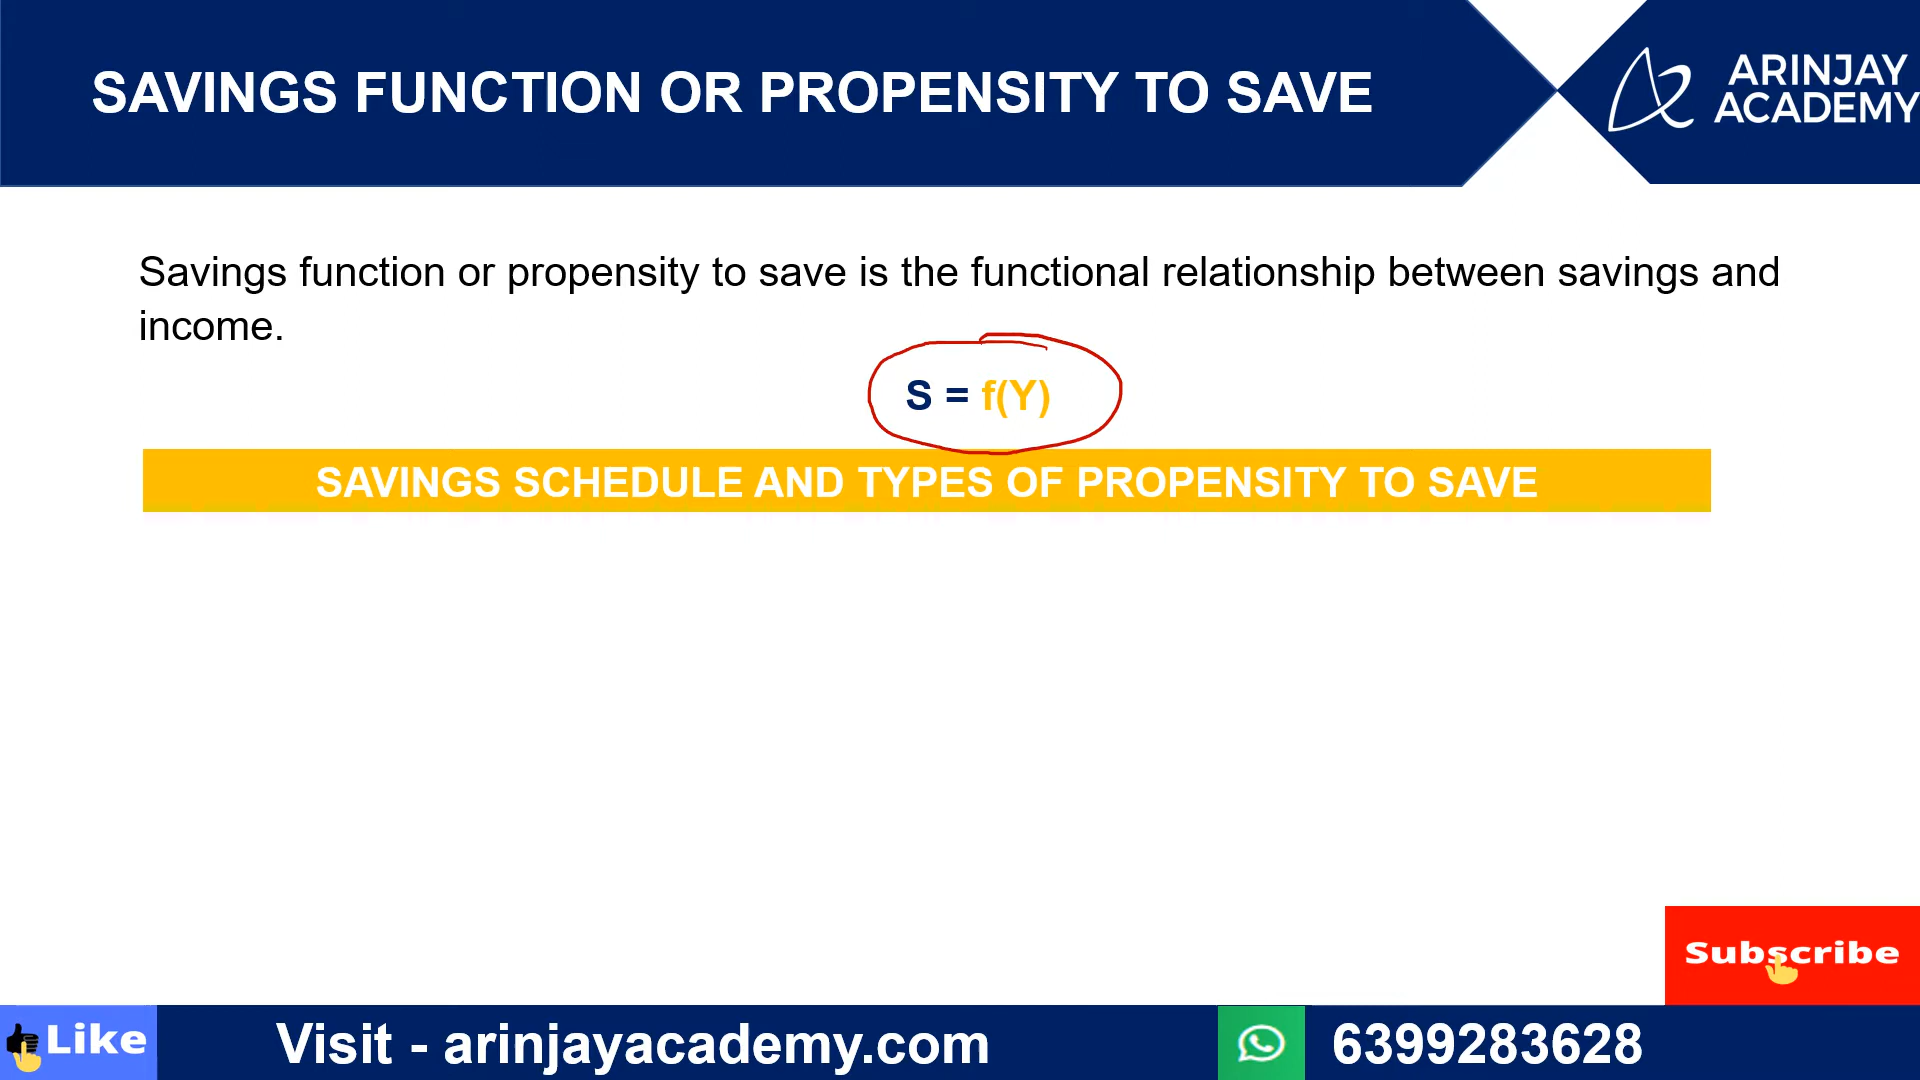 SAVINGS FUNCTION OR PROPENSITY TO SAVE
ARINJAY
ACADEMY
Savings function or propensity to save is the functional relationship between savings and
income.
S = f(Y)
SAVINGS SCHEDULE AND TYPES OF PROPENSITY TO SAVE
Subscribe
Like
Visit - arinjayacademy.com
6399283628